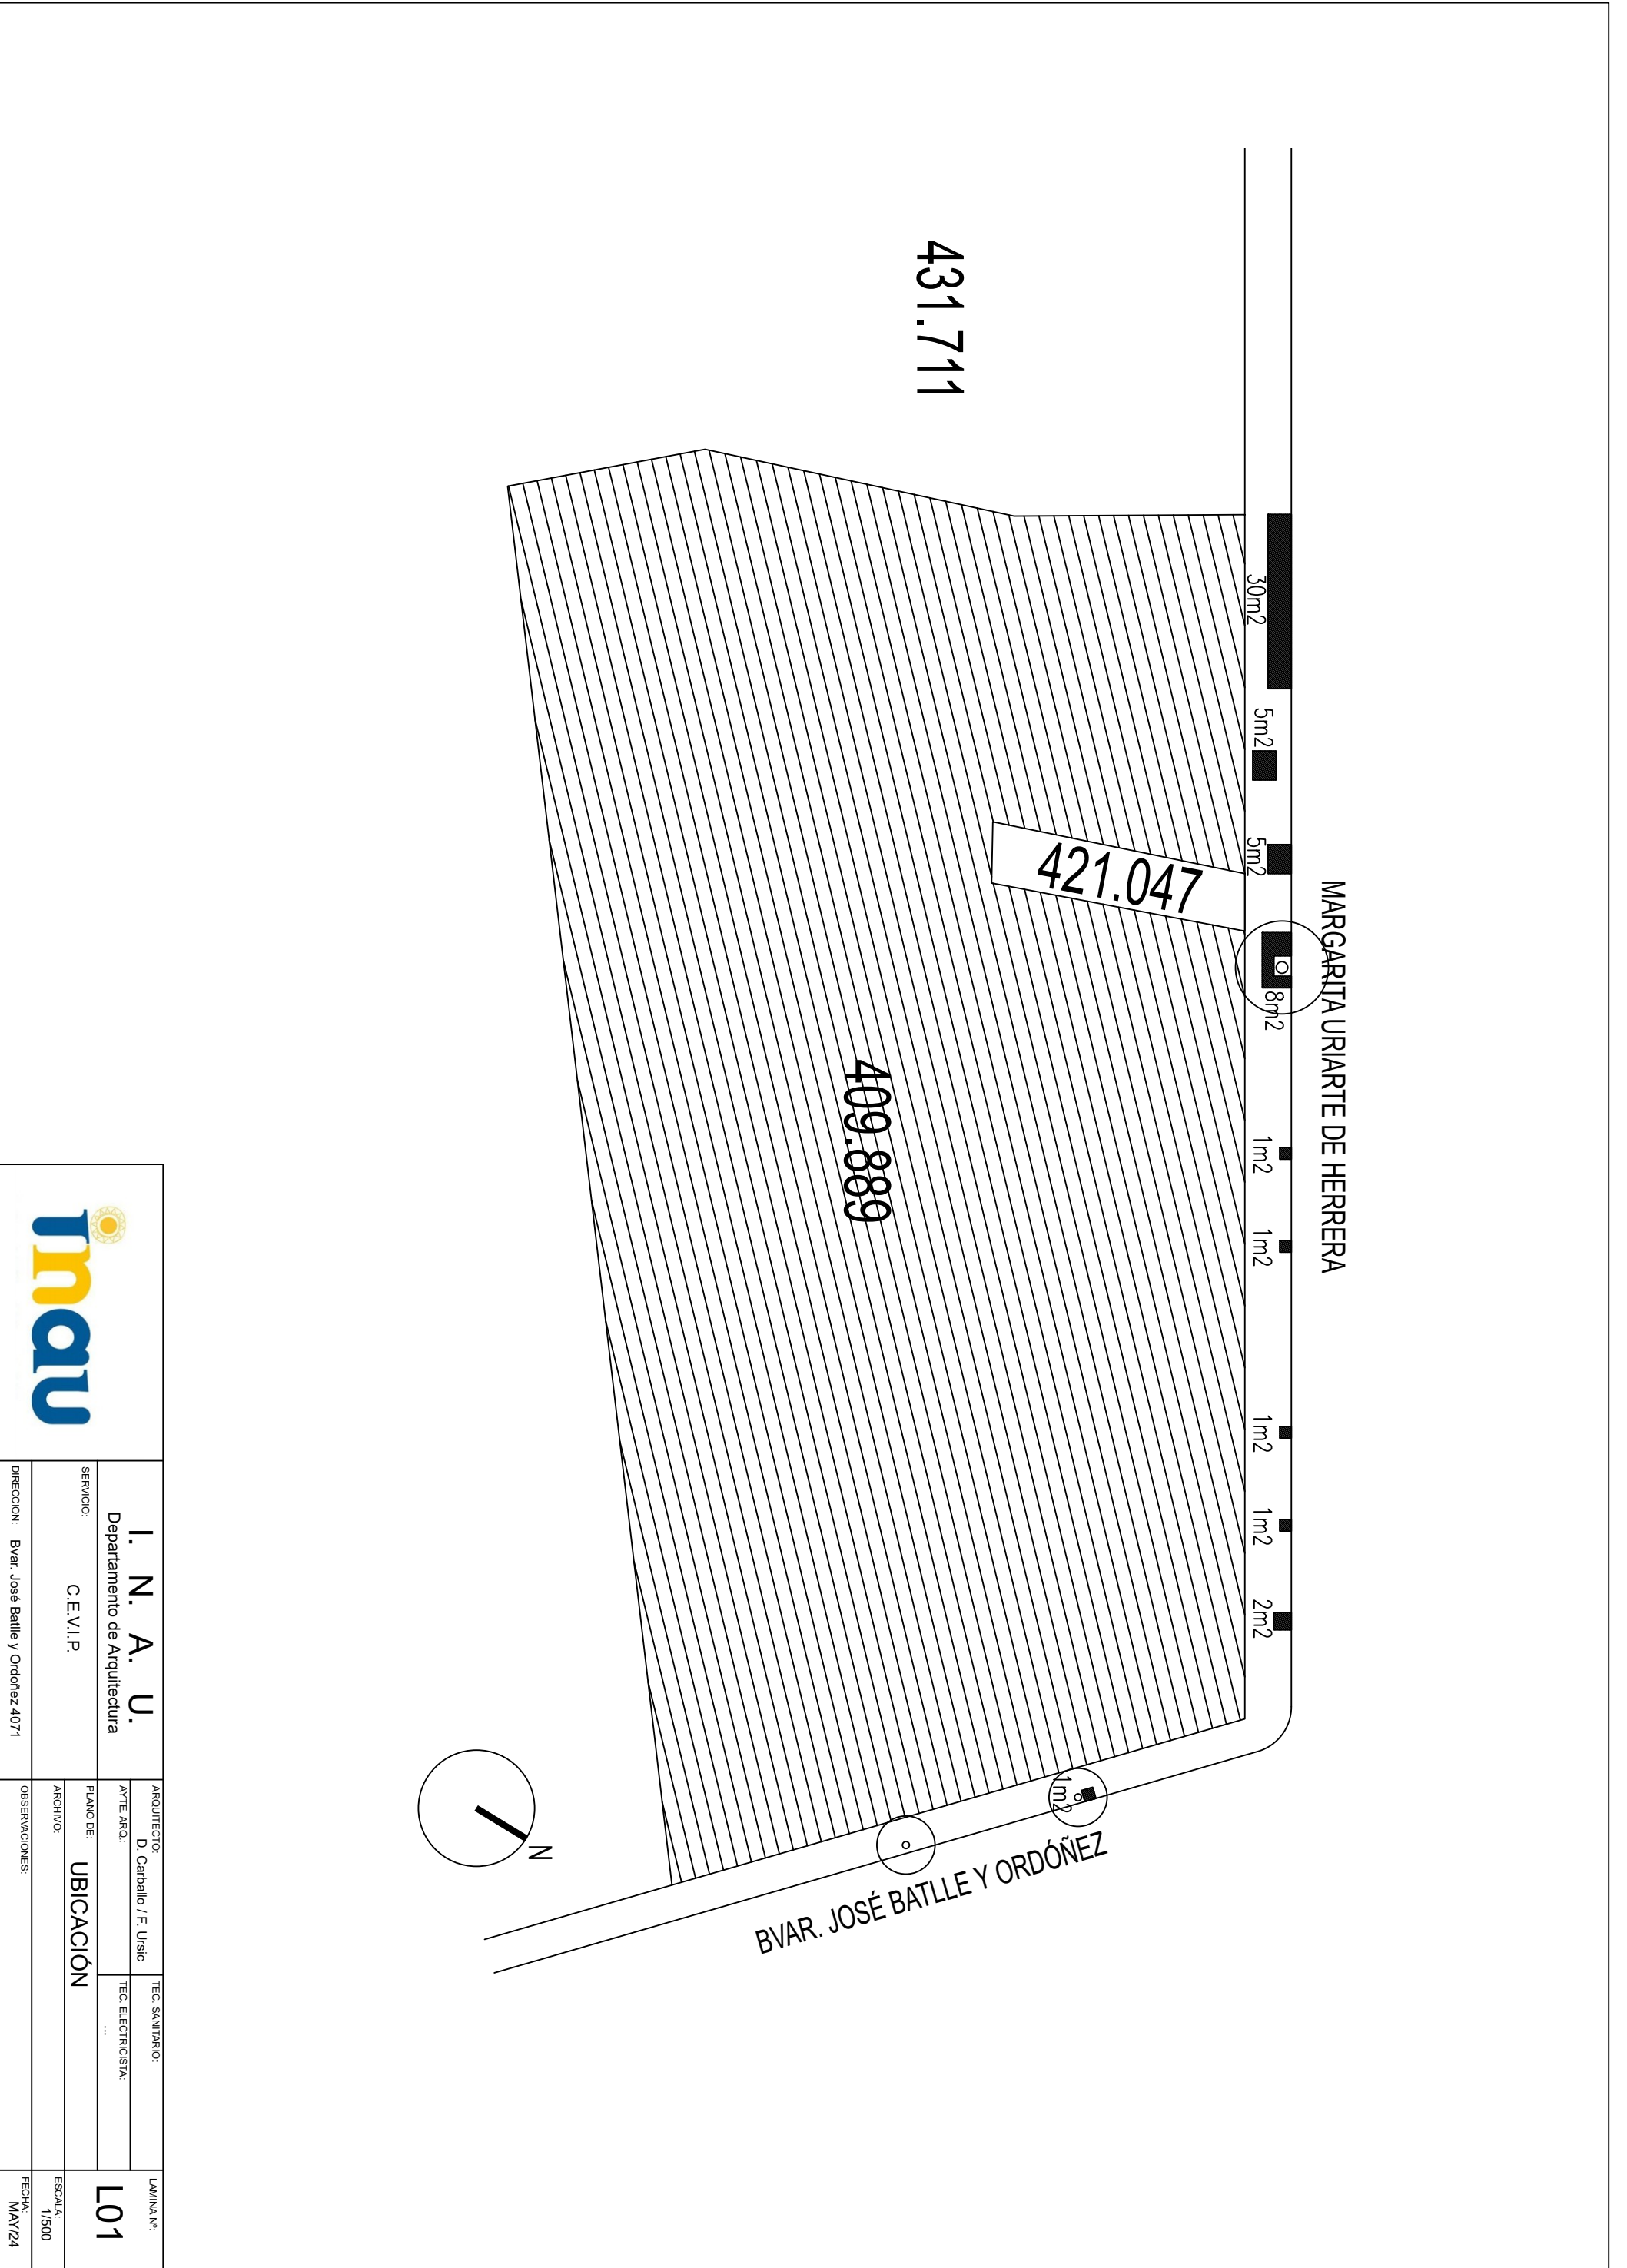 431.711
MARGARITA URIARTE DE HERRERA
30m2
5m2
5m2
8m2
1m2
1m2
1m2
1m2
2m2
421.047
409.889
1m2
BVAR. JOSÉ BATLLE Y ORDÓÑEZ
N
inau
I. N. A. U.
Departamento de Arquitectura
SERVICIO:
C.E.V.I.P.
DIRECCION: Bvar. José Batlle y Ordoñez 4071
ARQUITECTO:
D. Carballo / F. Ursic
TEC. SANITARIO:
AYTE. ARQ.:
TEC. ELECTRICISTA:
...
PLANO DE:
UBICACIÓN
ARCHIVO:
OBSERVACIONES:
LAMINA Nº:
L01
ESCALA:
1/500
FECHA:
MAY/24